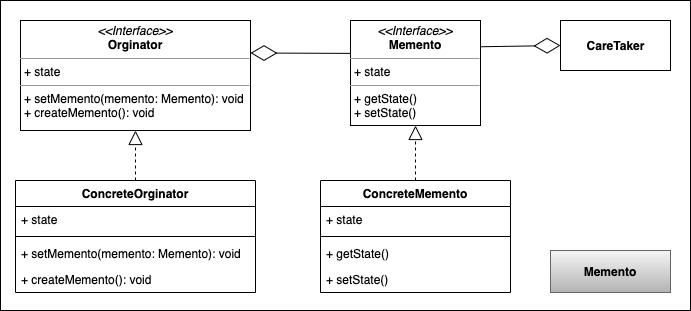 <<Interface>>
Orginator
+ state
+ setMemento(memento: Memento): void
+ createMemento(): void
<<Interface>>
Memento
+ state
+ getState()
+ setState()
CareTaker
ConcreteOrginator
+ state
+ setMemento(memento: Memento): void
+ createMemento(): void
ConcreteMemento
+ state
+ getState()
+ setState()
Memento